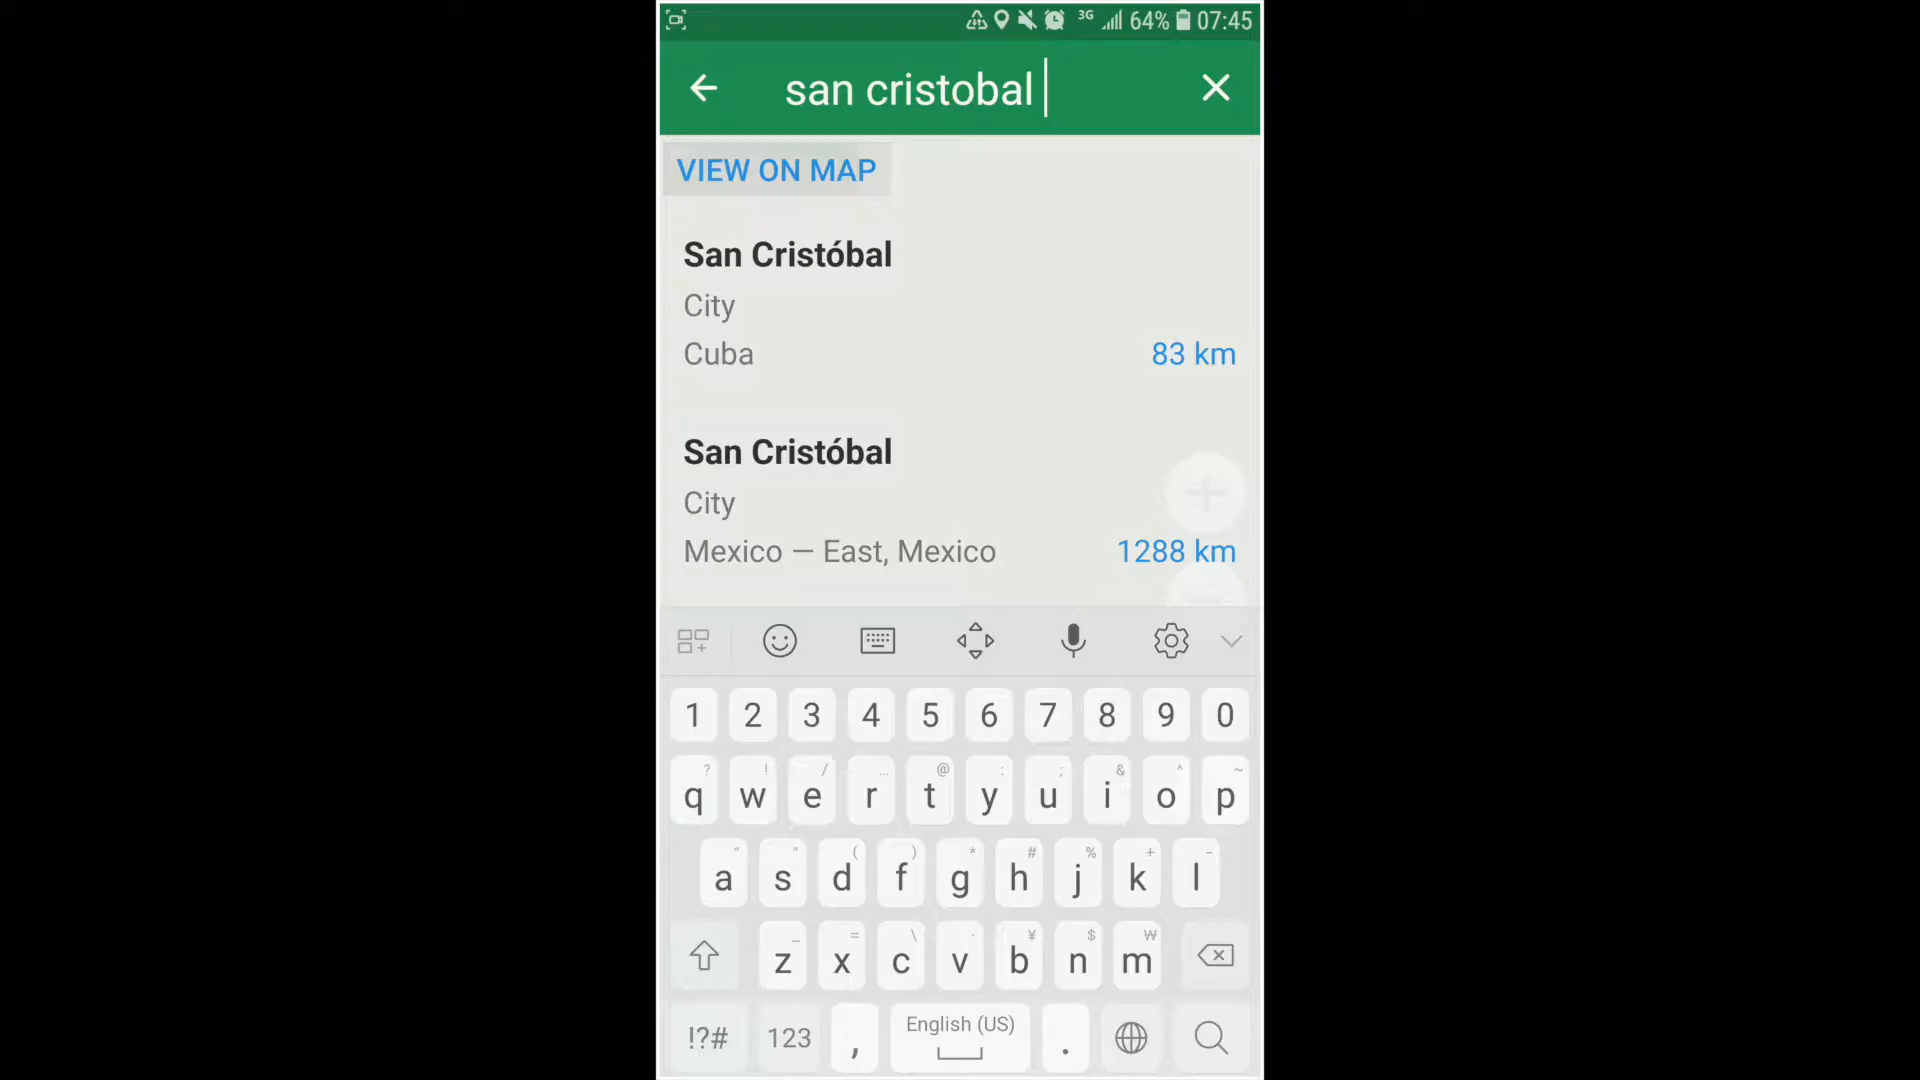 3G 64% 07:45
san cristobal
VIEW ON MAP
San Cristóbal
City
Cuba 83 km
San Cristóbal
City
Mexico — East, Mexico 1288 km
1 2 3 4 5 6 7 8 9 0
? ! / ... @ : ; & ^ ~
q w e r t y u i o p
" ( ) * # % + -
a s d f g h j k l
_ = \ ¥ $ ₩
z x c v b n m
!?# 123 , English (US) .